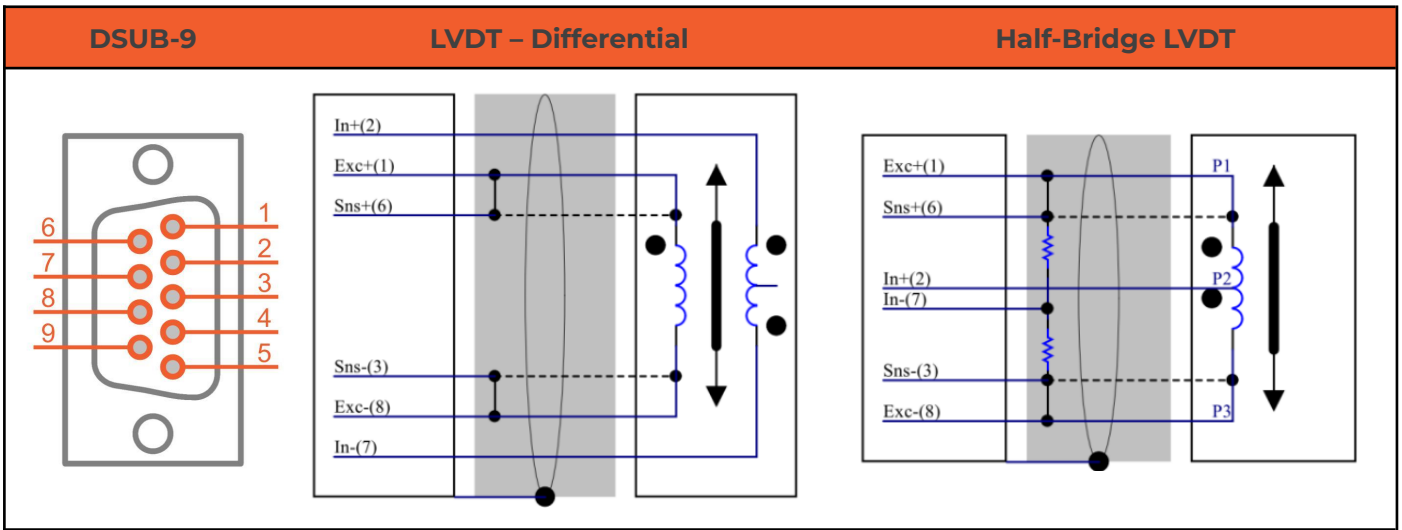 DSUB-9
LVDT – Differential
Half-Bridge LVDT
1
6
2
7
3
8
4
9
5
In+(2)
Exc+(1)
Sns+(6)
Sns-(3)
Exc-(8)
In-(7)
Exc+(1)
P1
Sns+(6)
In+(2)
P2
In-(7)
Sns-(3)
Exc-(8)
P3